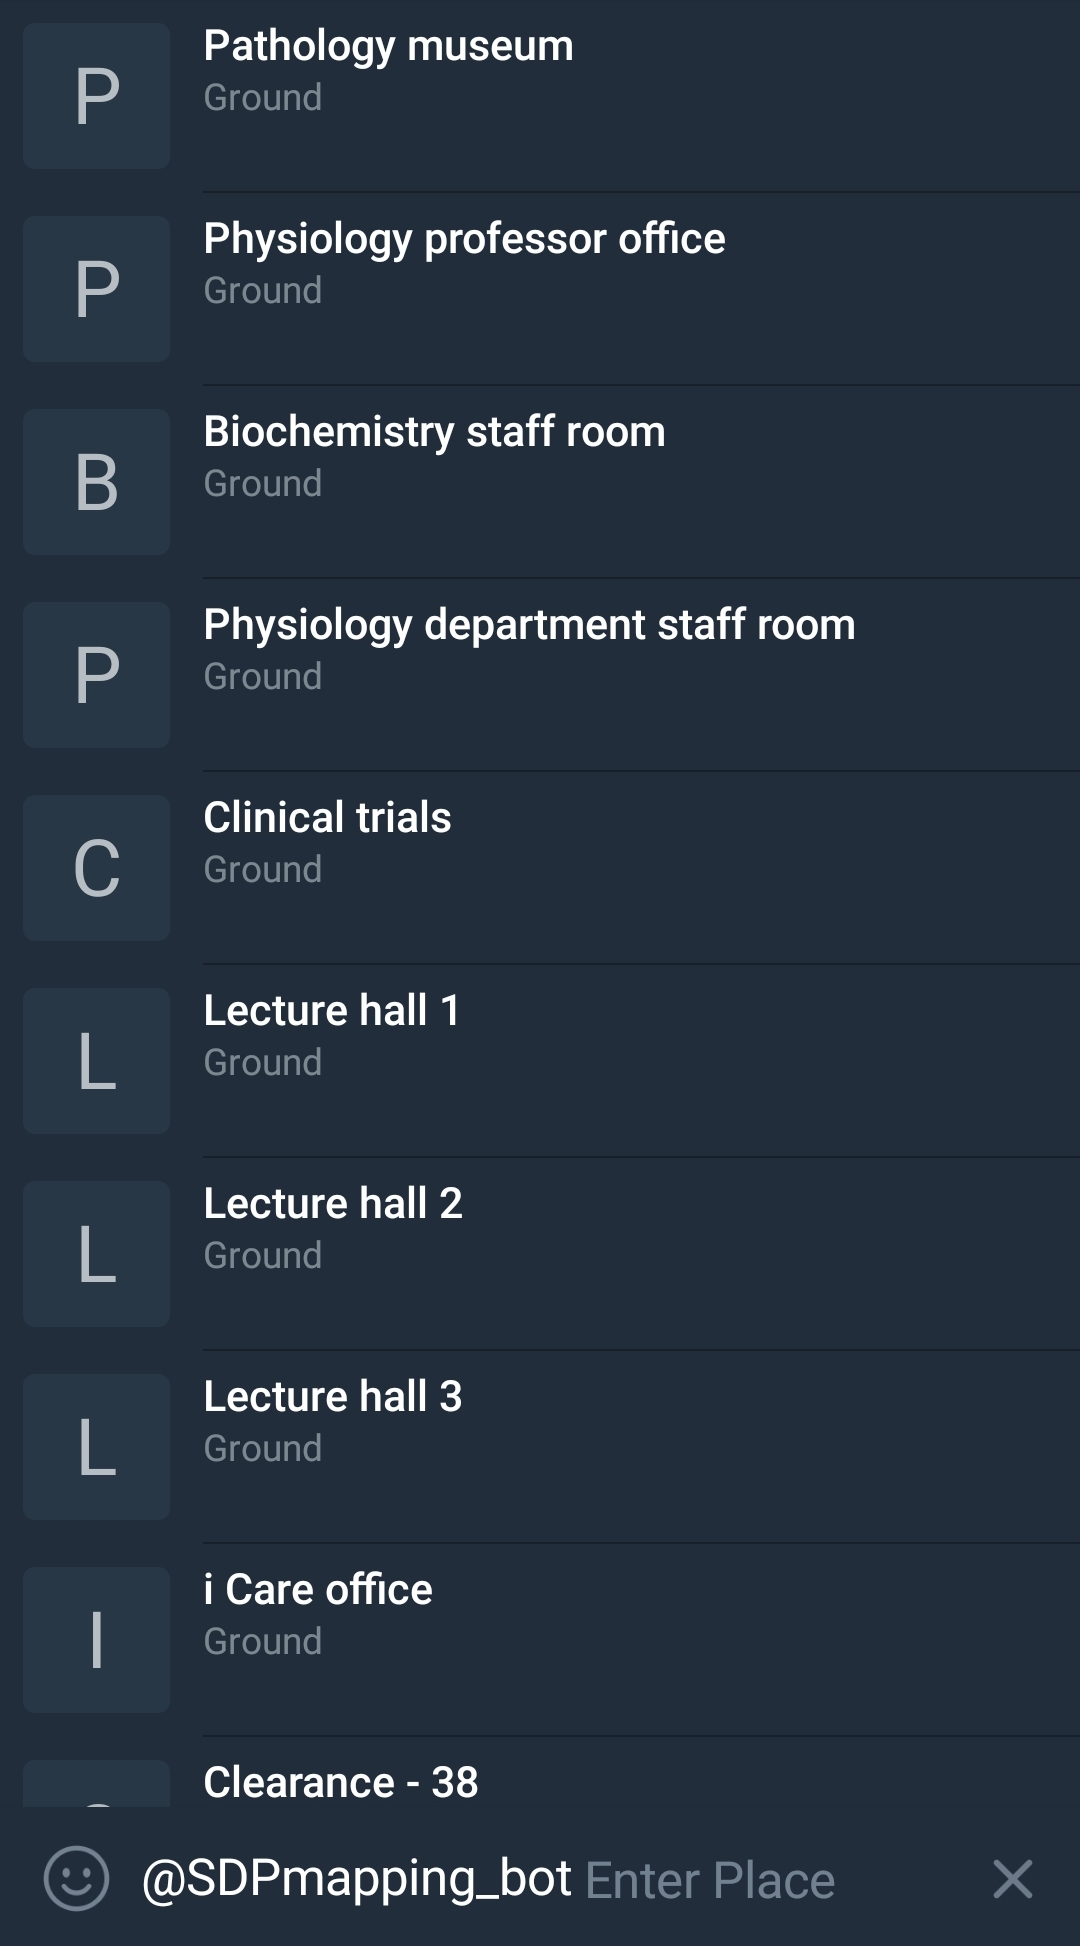 P
Pathology museum
Ground
P
Physiology professor office
Ground
B
Biochemistry staff room
Ground
P
Physiology department staff room
Ground
C
Clinical trials
Ground
L
Lecture hall 1
Ground
L
Lecture hall 2
Ground
L
Lecture hall 3
Ground
I
i Care office
Ground
Clearance - 38
@SDPmapping_bot Enter Place